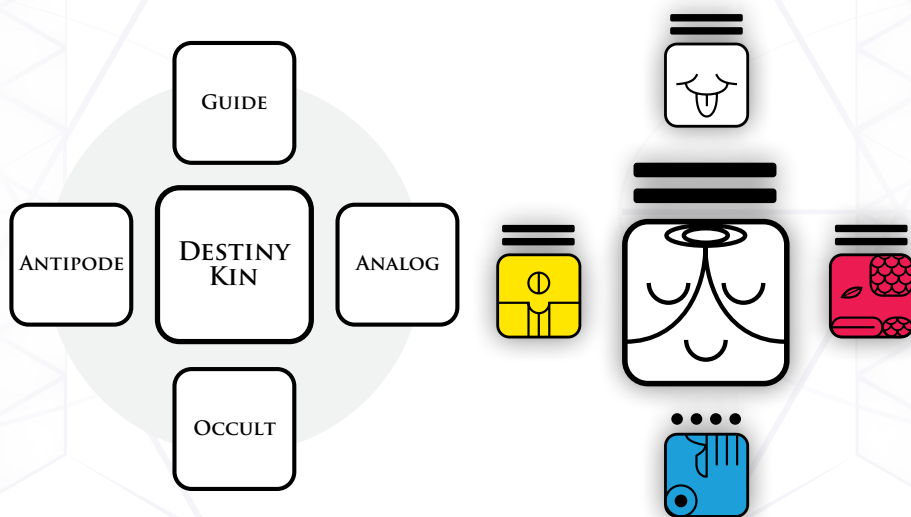 Guide
Antipode
Destiny
Kin
Analog
Occult